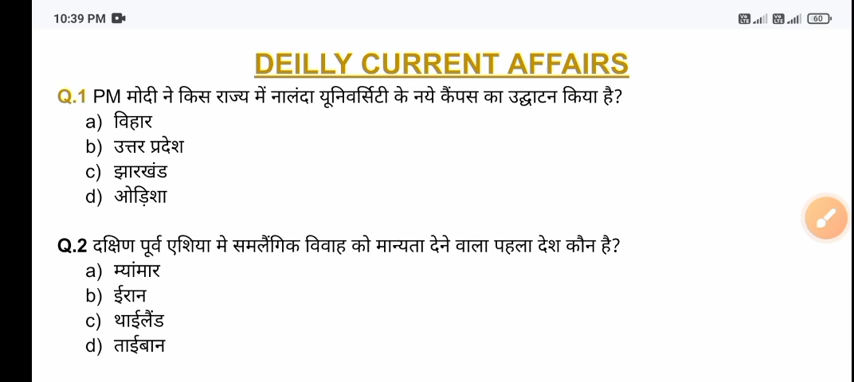 10:39 PM
60
DEILLY CURRENT AFFAIRS
Q.1 PM मोदी ने किस राज्य में नालंदा यूनिवर्सिटी के नये कैंपस का उद्घाटन किया है?
a) विहार
b) उत्तर प्रदेश
c) झारखंड
d) ओड़िशा
Q.2 दक्षिण पूर्व एशिया मे समलैंगिक विवाह को मान्यता देने वाला पहला देश कौन है?
a) म्यांमार
b) ईरान
c) थाईलैंड
d) ताईबान